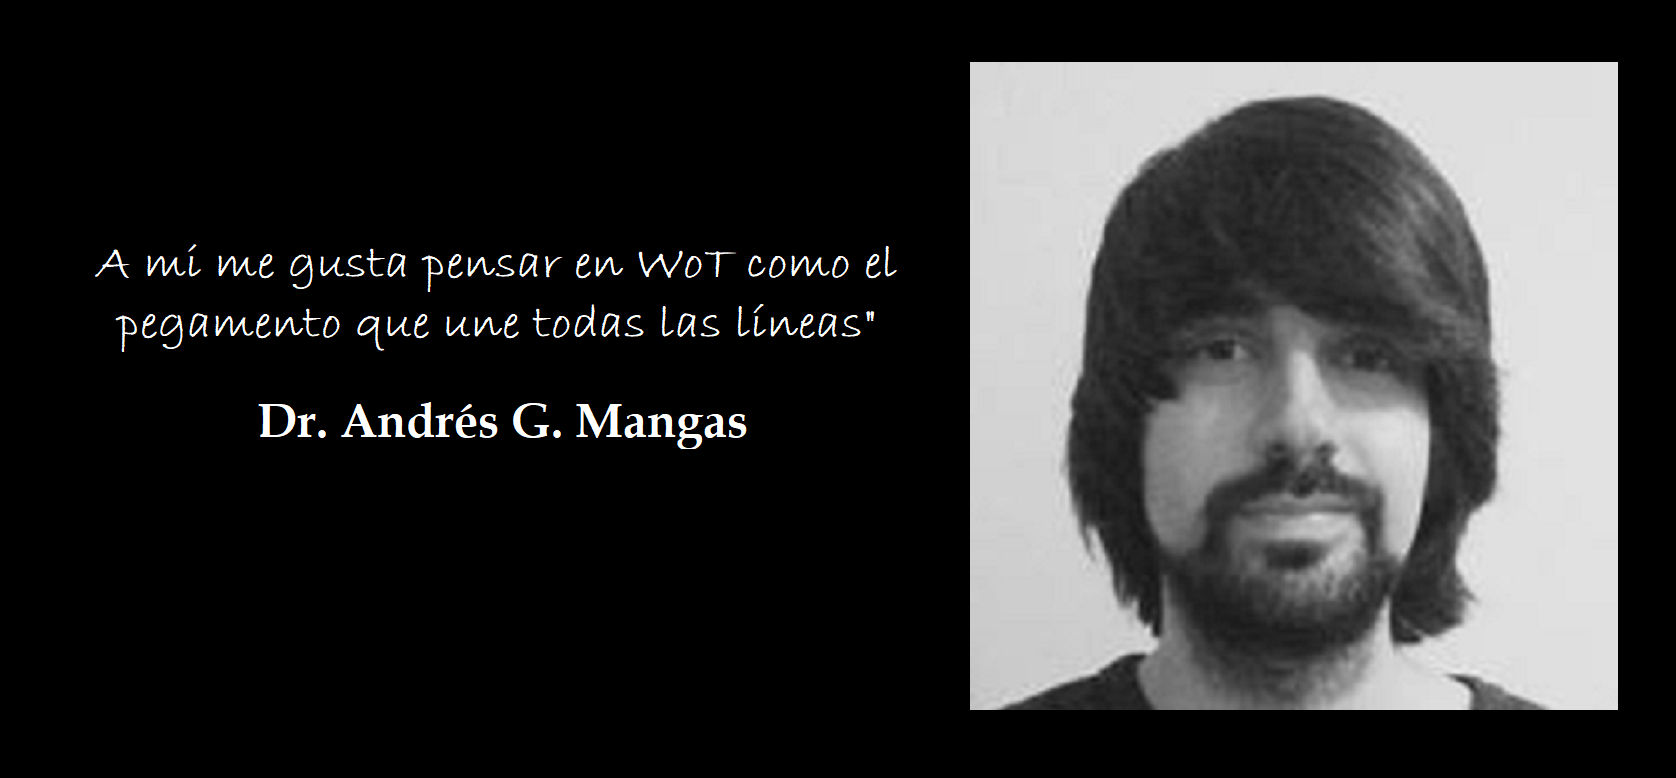 A mí me gusta pensar en WoT como el
pegamento que une todas las líneas"
Dr. Andrés G. Mangas